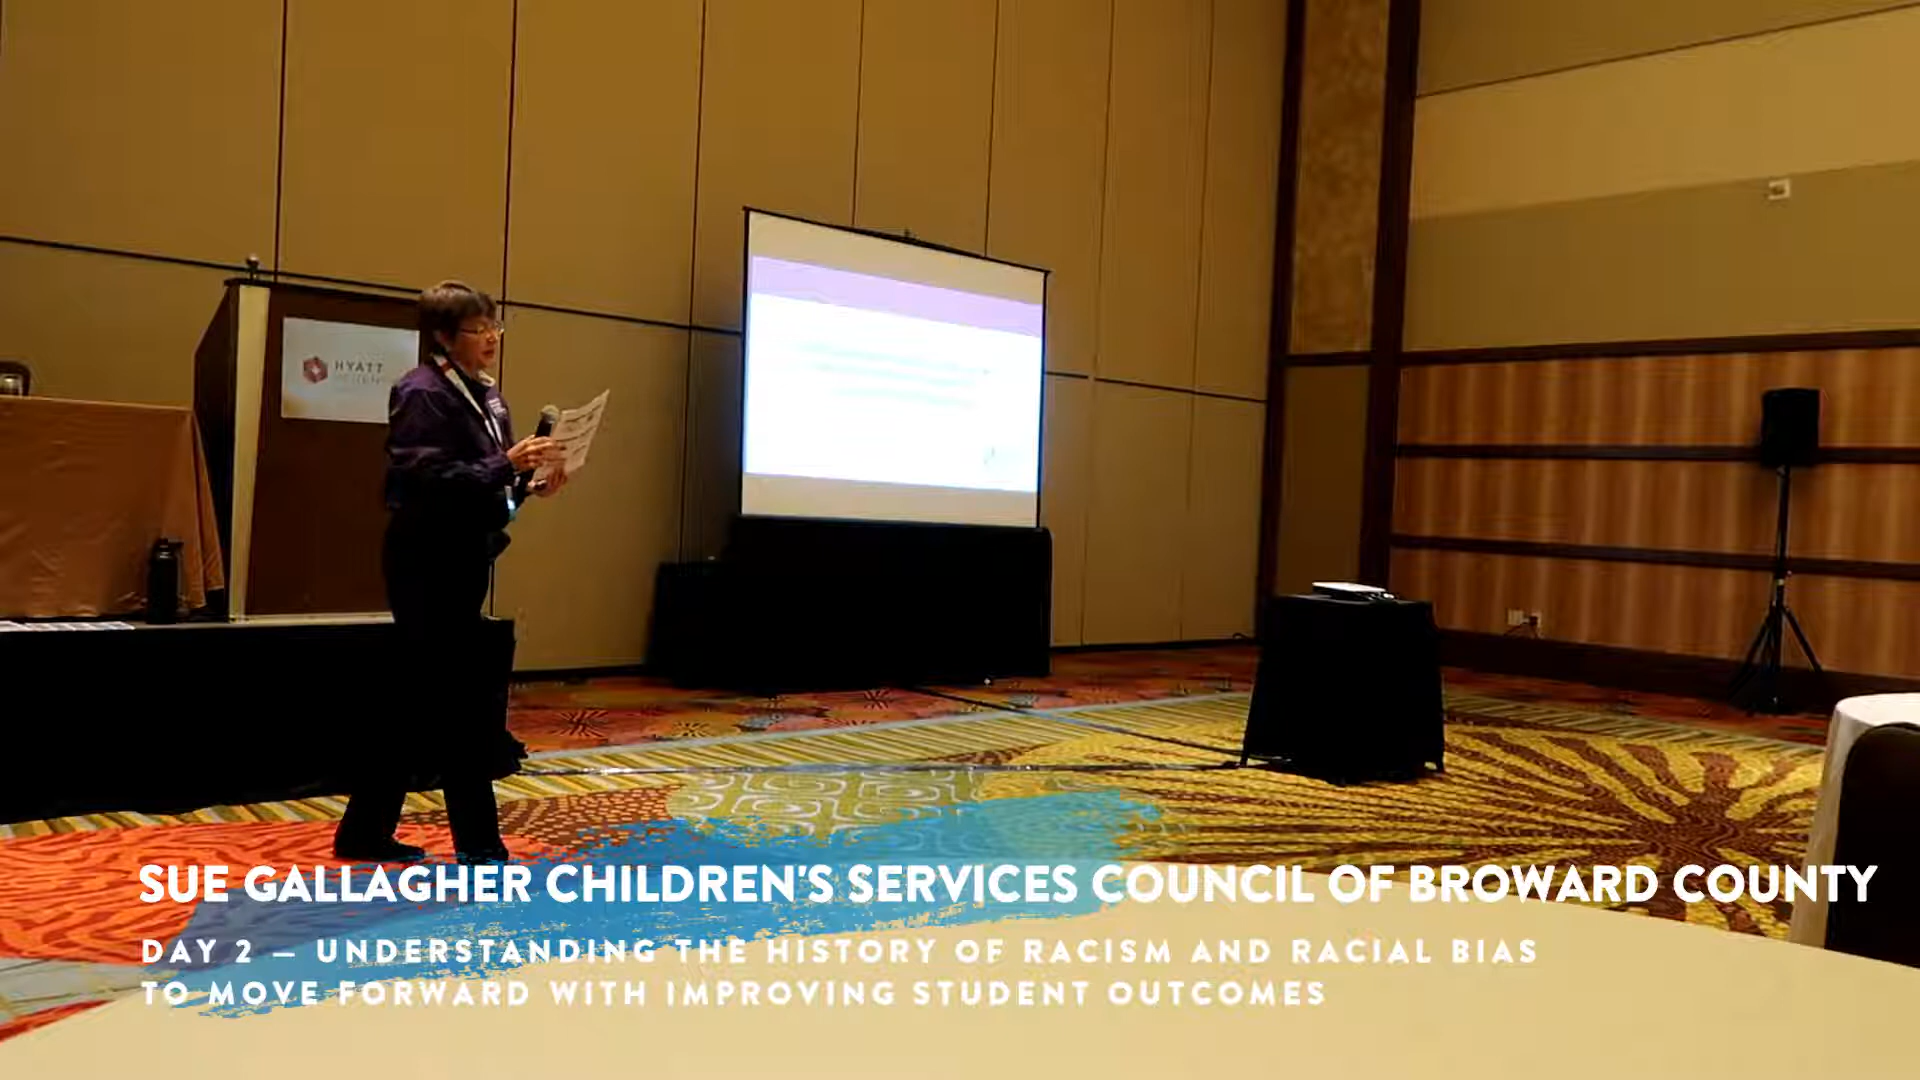 HYATT
SUE GALLAGHER CHILDREN'S SERVICES COUNCIL OF BROWARD COUNTY
DAY 2 – UNDERSTANDING THE HISTORY OF RACISM AND RACIAL BIAS
TO MOVE FORWARD WITH IMPROVING STUDENT OUTCOMES